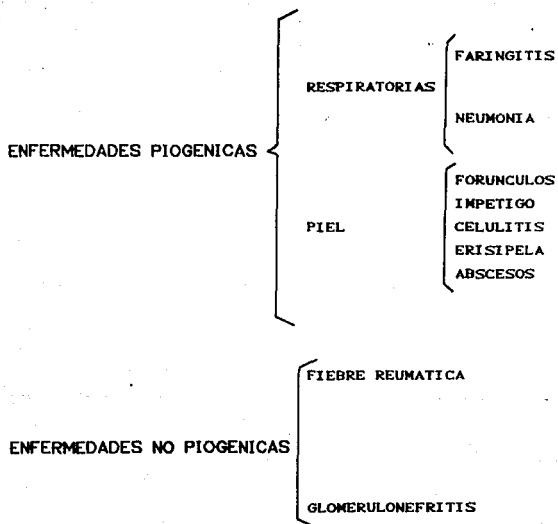 ENFERMEDADES PIOGENICAS
RESPIRATORIAS
FARINGITIS
NEUMONIA
PIEL
FORUNCULOS
IMPETIGO
CELULITIS
ERISIPELA
ABSCESOS
ENFERMEDADES NO PIOGENICAS
FIEBRE REUMATICA
GLOMERULONEFRITIS